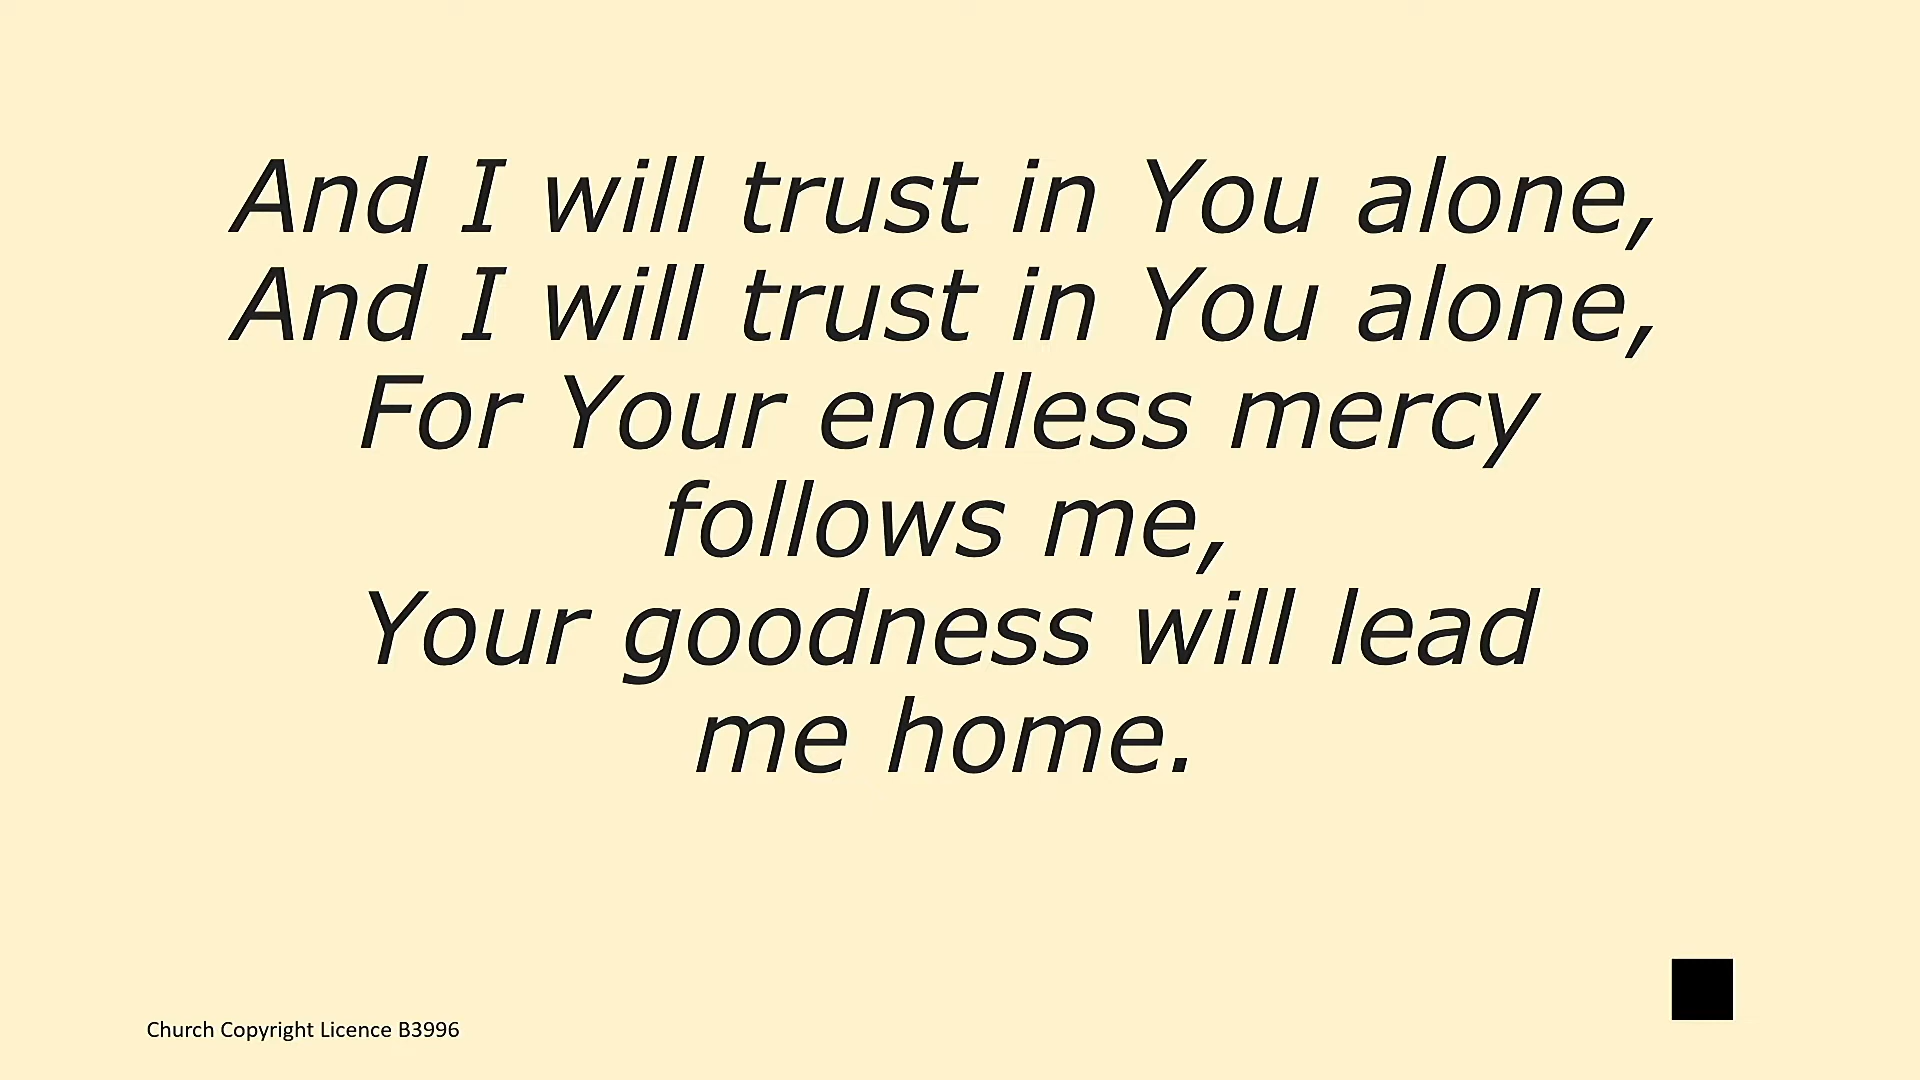 And I will trust in You alone,
And I will trust in You alone,
For Your endless mercy
follows me,
Your goodness will lead
me home.
Church Copyright Licence B3996